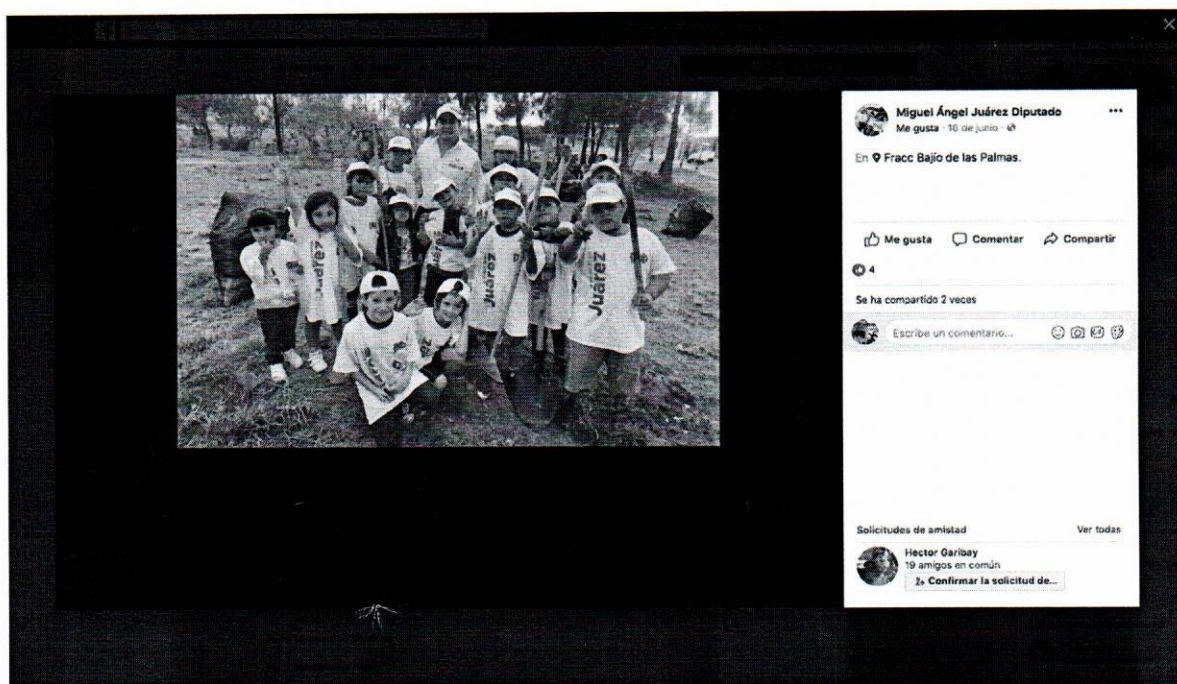 Miguel Ángel Juárez Diputado
Me gusta · 16 de junio ·
En Fracc Bajío de las Palmas.
Me gusta Comentar Compartir
4
Se ha compartido 2 veces
Escribe un comentario...
Solicitudes de amistad Ver todas
Hector Garibay
19 amigos en común
Confirmar la solicitud de...
Juárez
Juárez
Juárez